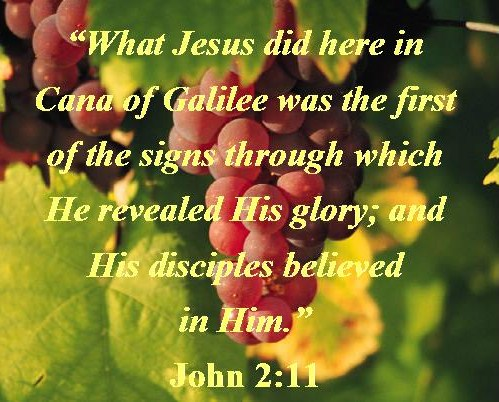 “What Jesus did here in
Cana of Galilee was the first
of the signs through which
He revealed His glory; and
His disciples believed
in Him.”
John 2:11